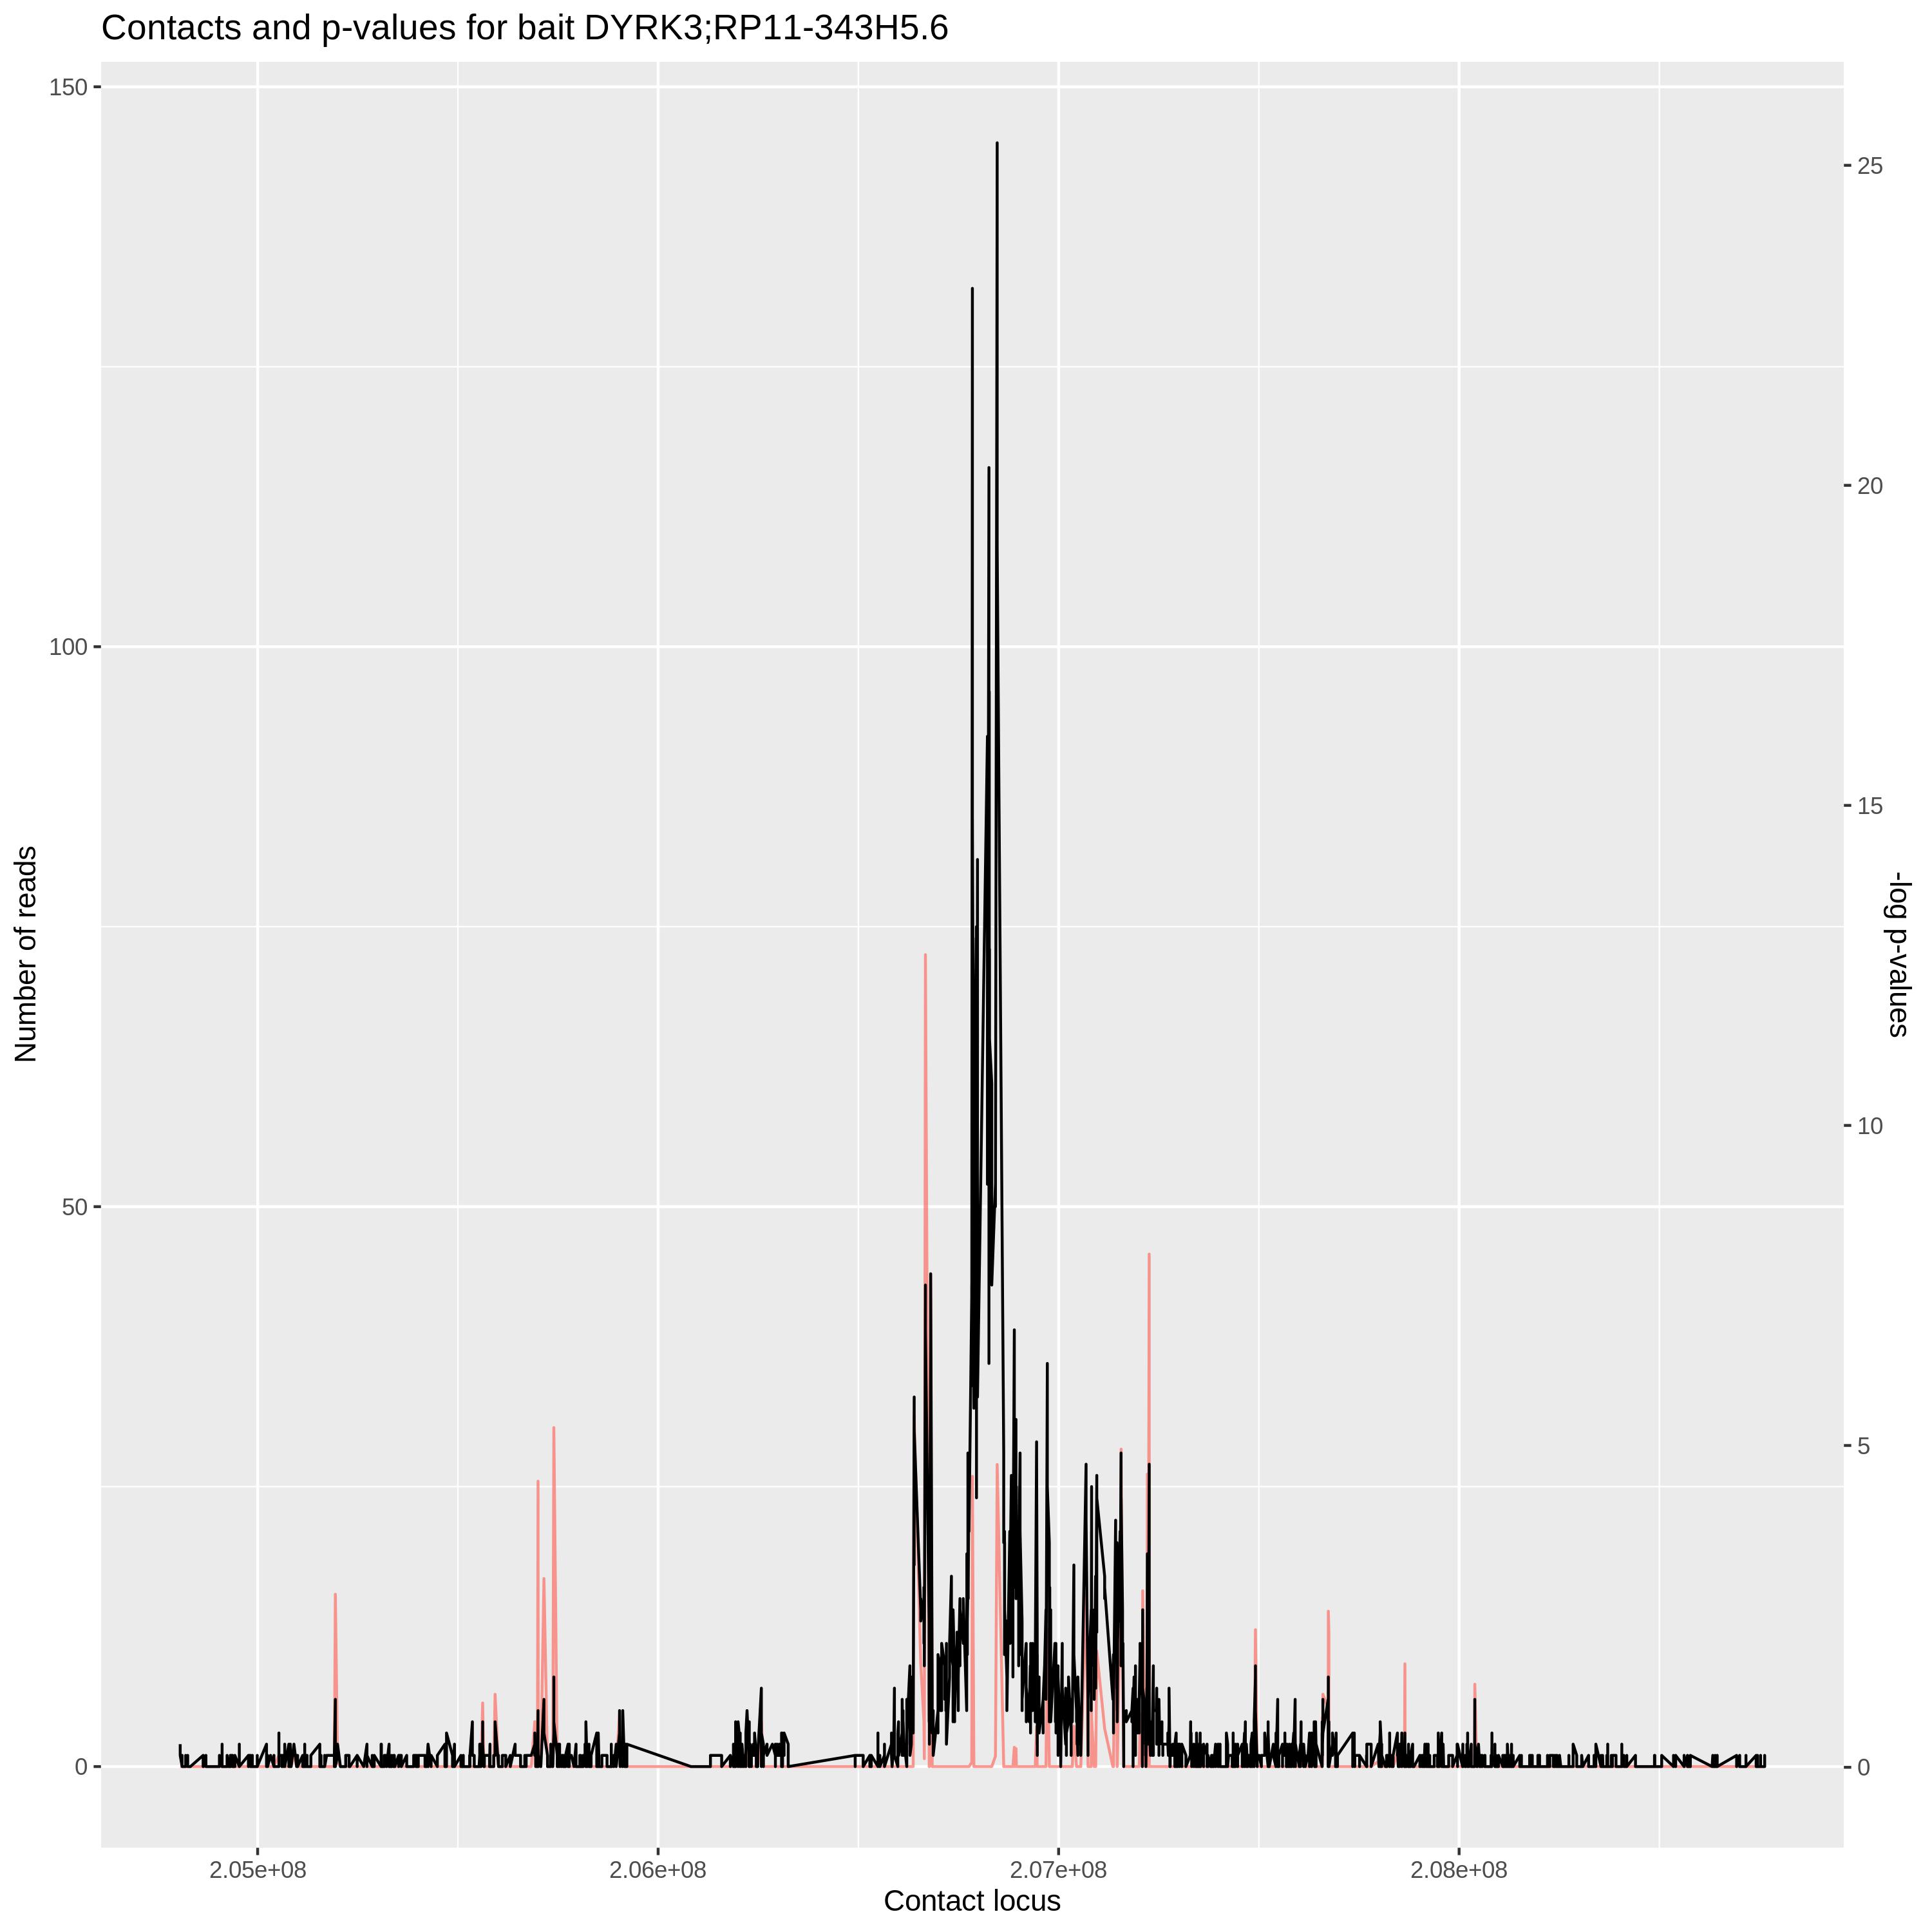 Contacts and p-values for bait DYRK3;RP11-343H5.6
150
100
50
0
Number of reads
25
20
15
10
5
0
-log p-values
2.05e+08
2.06e+08
2.07e+08
2.08e+08
Contact locus